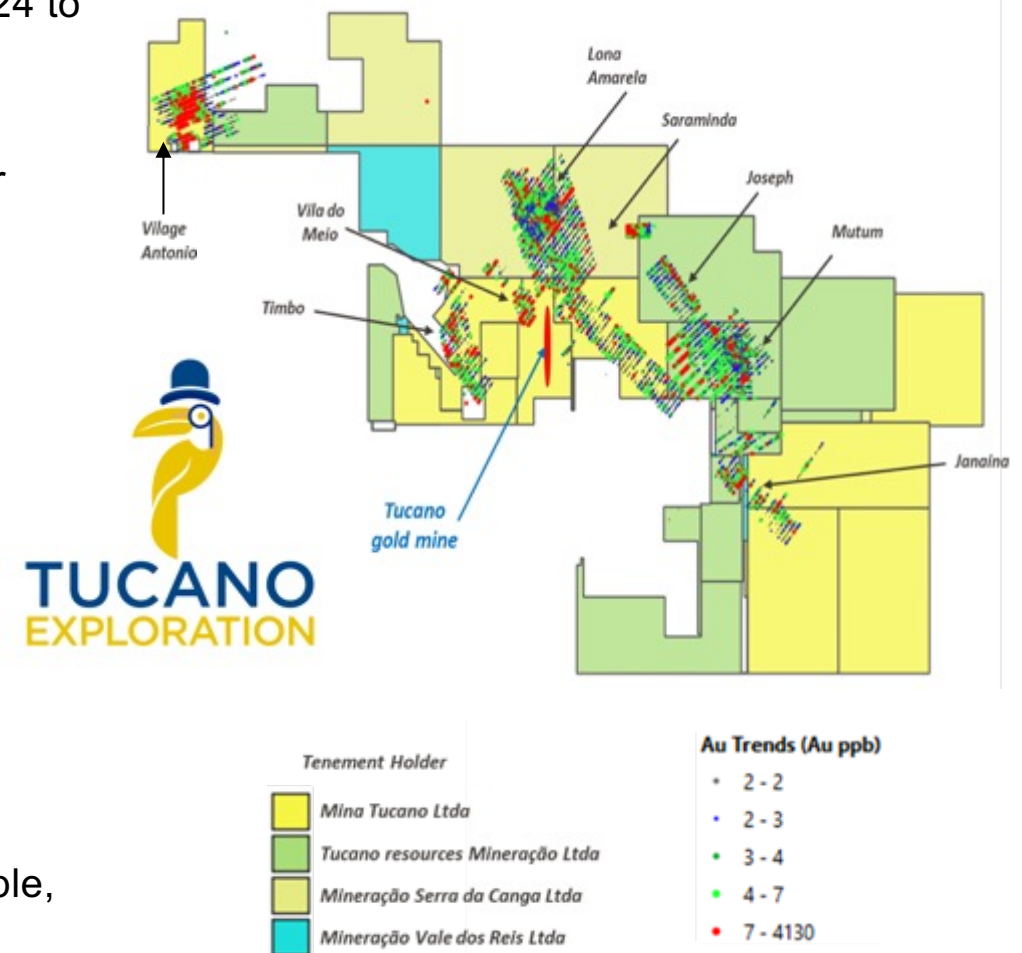 24 to
r
Lona
Amarela
Saraminda
Joseph
Mutum
Vilage
Antonio
Vila do
Meio
Timbo
Janaina
Tucano
gold mine
TUCANO
EXPLORATION
Tenement Holder
Mina Tucano Ltda
Tucano resources Mineração Ltda
Mineração Serra da Canga Ltda
Mineração Vale dos Reis Ltda
Au Trends (Au ppb)
2 - 2
2 - 3
3 - 4
4 - 7
7 - 4130
ole,